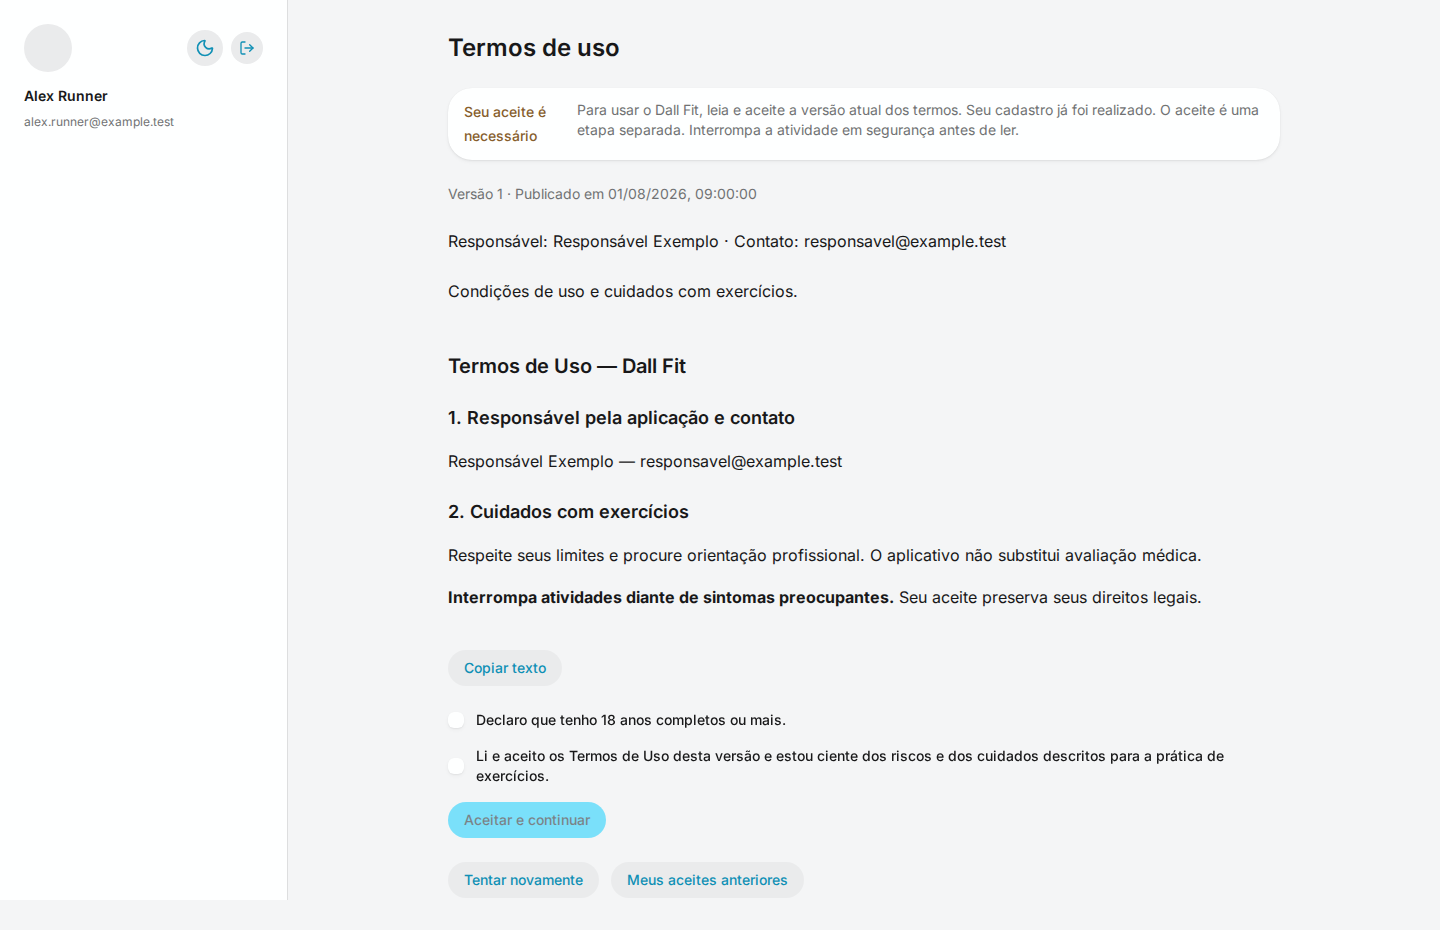 Alex Runner
alex.runner@example.test
Termos de uso
Seu aceite é
necessário
Para usar o Dall Fit, leia e aceite a versão atual dos termos. Seu cadastro já foi realizado. O aceite é uma
etapa separada. Interrompa a atividade em segurança antes de ler.
Versão 1 · Publicado em 01/08/2026, 09:00:00
Responsável: Responsável Exemplo · Contato: responsavel@example.test
Condições de uso e cuidados com exercícios.
Termos de Uso — Dall Fit
1. Responsável pela aplicação e contato
Responsável Exemplo — responsavel@example.test
2. Cuidados com exercícios
Respeite seus limites e procure orientação profissional. O aplicativo não substitui avaliação médica.
Interrompa atividades diante de sintomas preocupantes. Seu aceite preserva seus direitos legais.
Copiar texto
Declaro que tenho 18 anos completos ou mais.
Li e aceito os Termos de Uso desta versão e estou ciente dos riscos e dos cuidados descritos para a prática de
exercícios.
Aceitar e continuar
Tentar novamente
Meus aceites anteriores